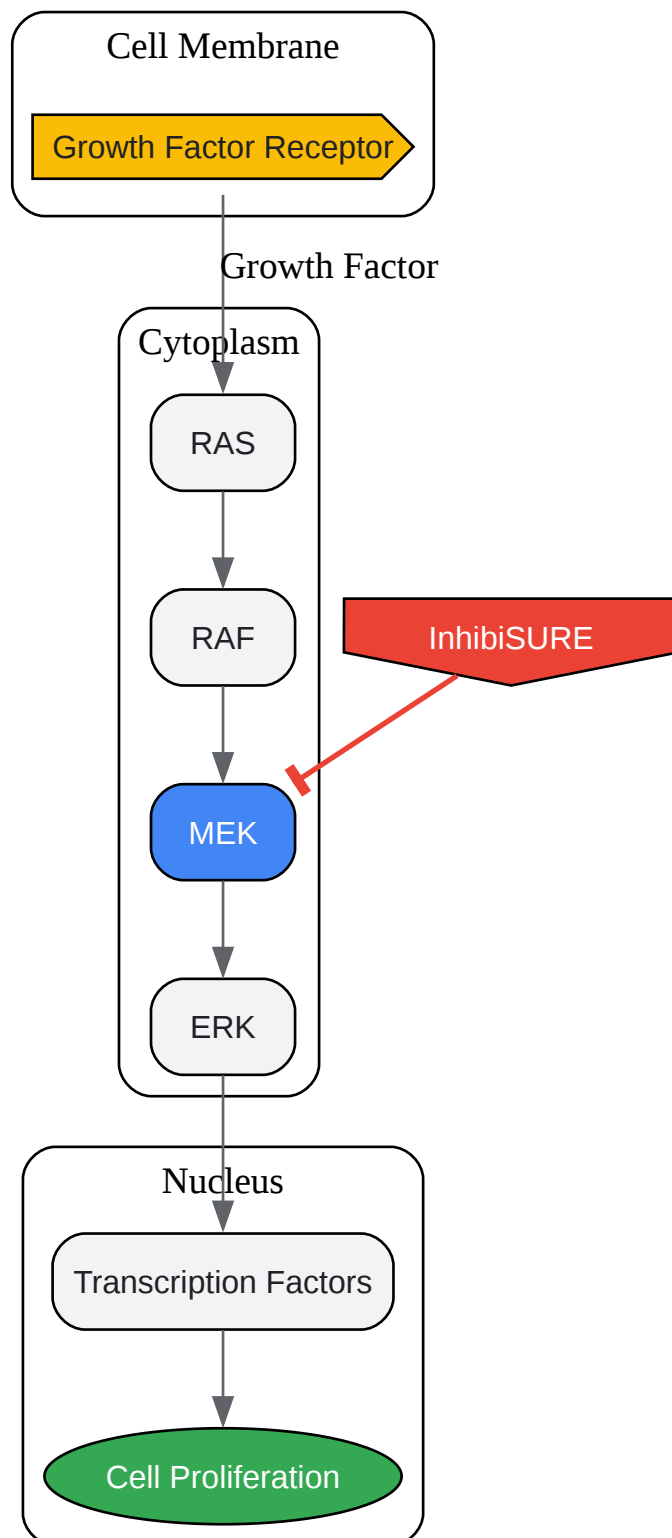 Cell Membrane
Growth Factor Receptor
Growth Factor
Cytoplasm
RAS
RAF
InhibiSURE
MEK
ERK
Nucleus
Transcription Factors
Cell Proliferation